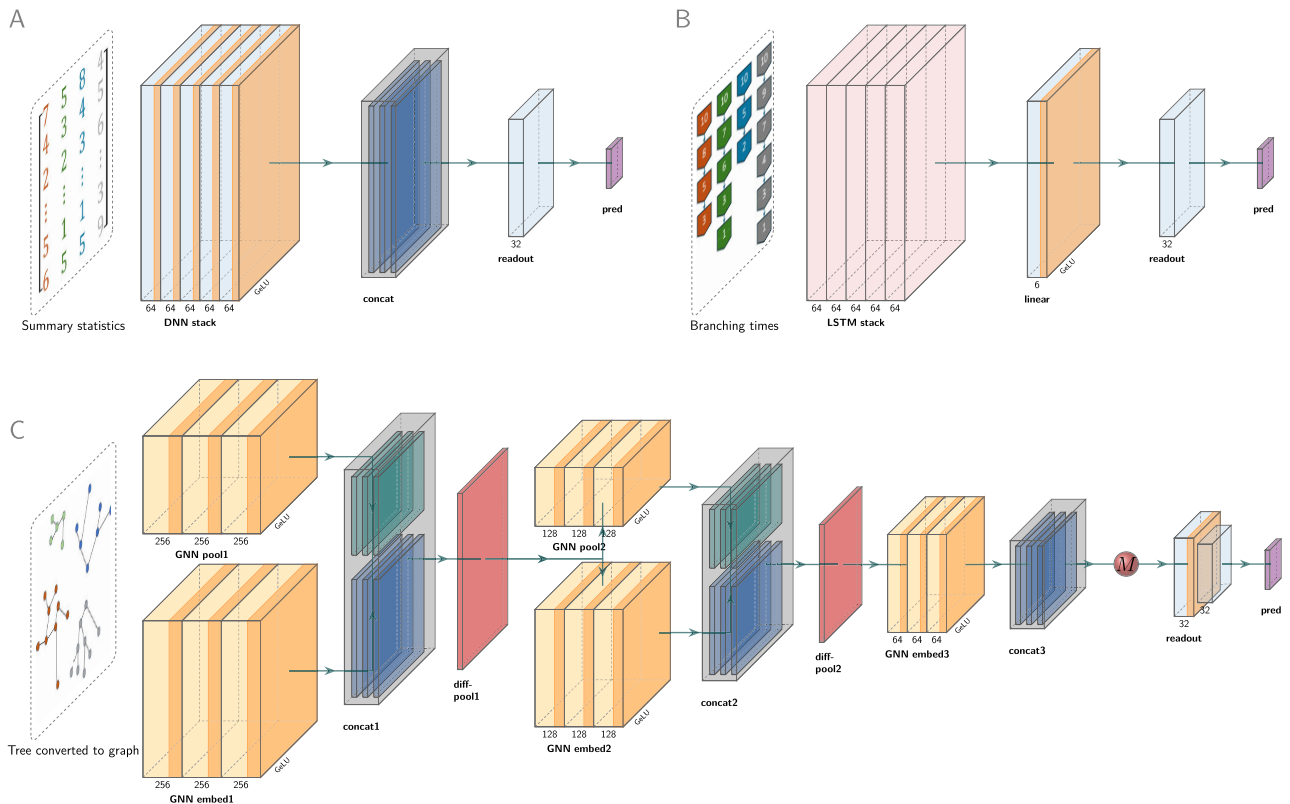 A
7
4
2
:
:
5
6
5
3
2
:
:
1
5
8
4
3
:
:
1
5
4
5
6
:
:
3
9
Summary statistics
64 64 64 64 64
GeLU
DNN stack
concat
32
readout
pred
B
10
8
5
3
10
7
6
3
1
10
5
2
10
9
7
4
3
1
Branching times
64 64 64 64 64
LSTM stack
6
GeLU
linear
32
readout
pred
C
Tree converted to graph
256 256 256
GeLU
GNN pool1
256 256 256
GeLU
GNN embed1
concat1
diff-
pool1
128 128 128
GeLU
GNN pool2
128 128 128
GeLU
GNN embed2
concat2
diff-
pool2
64 64 64
GeLU
GNN embed3
concat3
M
32
32
readout
pred